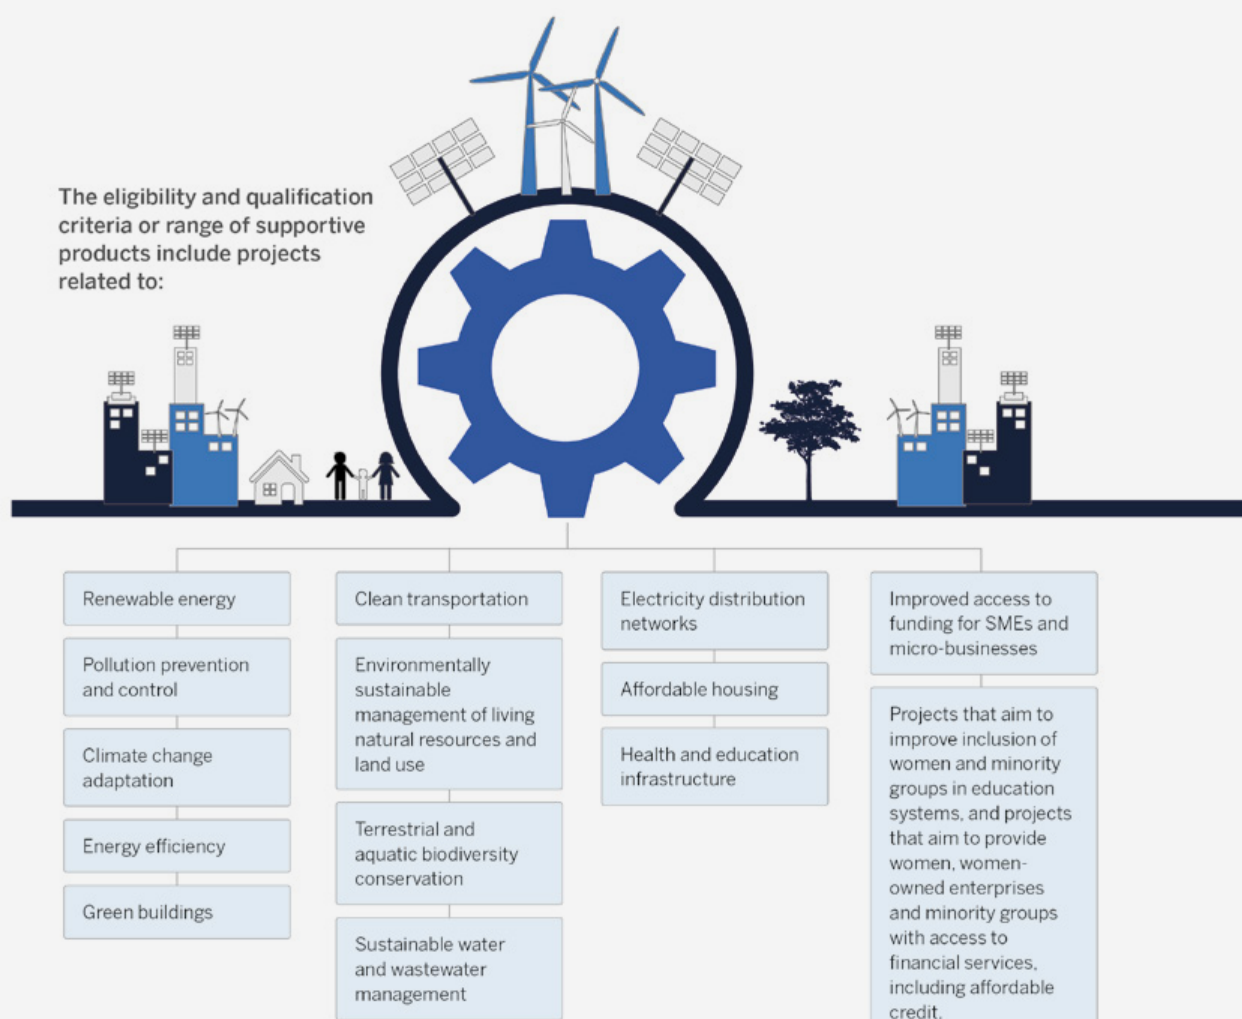 The eligibility and qualification
criteria or range of supportive
products include projects
related to:
Renewable energy
Pollution prevention
and control
Climate change
adaptation
Energy efficiency
Green buildings
Clean transportation
Environmentally
sustainable
management of living
natural resources and
land use
Terrestrial and
aquatic biodiversity
conservation
Sustainable water
and wastewater
management
Electricity distribution
networks
Affordable housing
Health and education
infrastructure
Improved access to
funding for SMEs and
micro-businesses
Projects that aim to
improve inclusion of
women and minority
groups in education
systems, and projects
that aim to provide
women, women-
owned enterprises
and minority groups
with access to
financial services,
including affordable
credit.